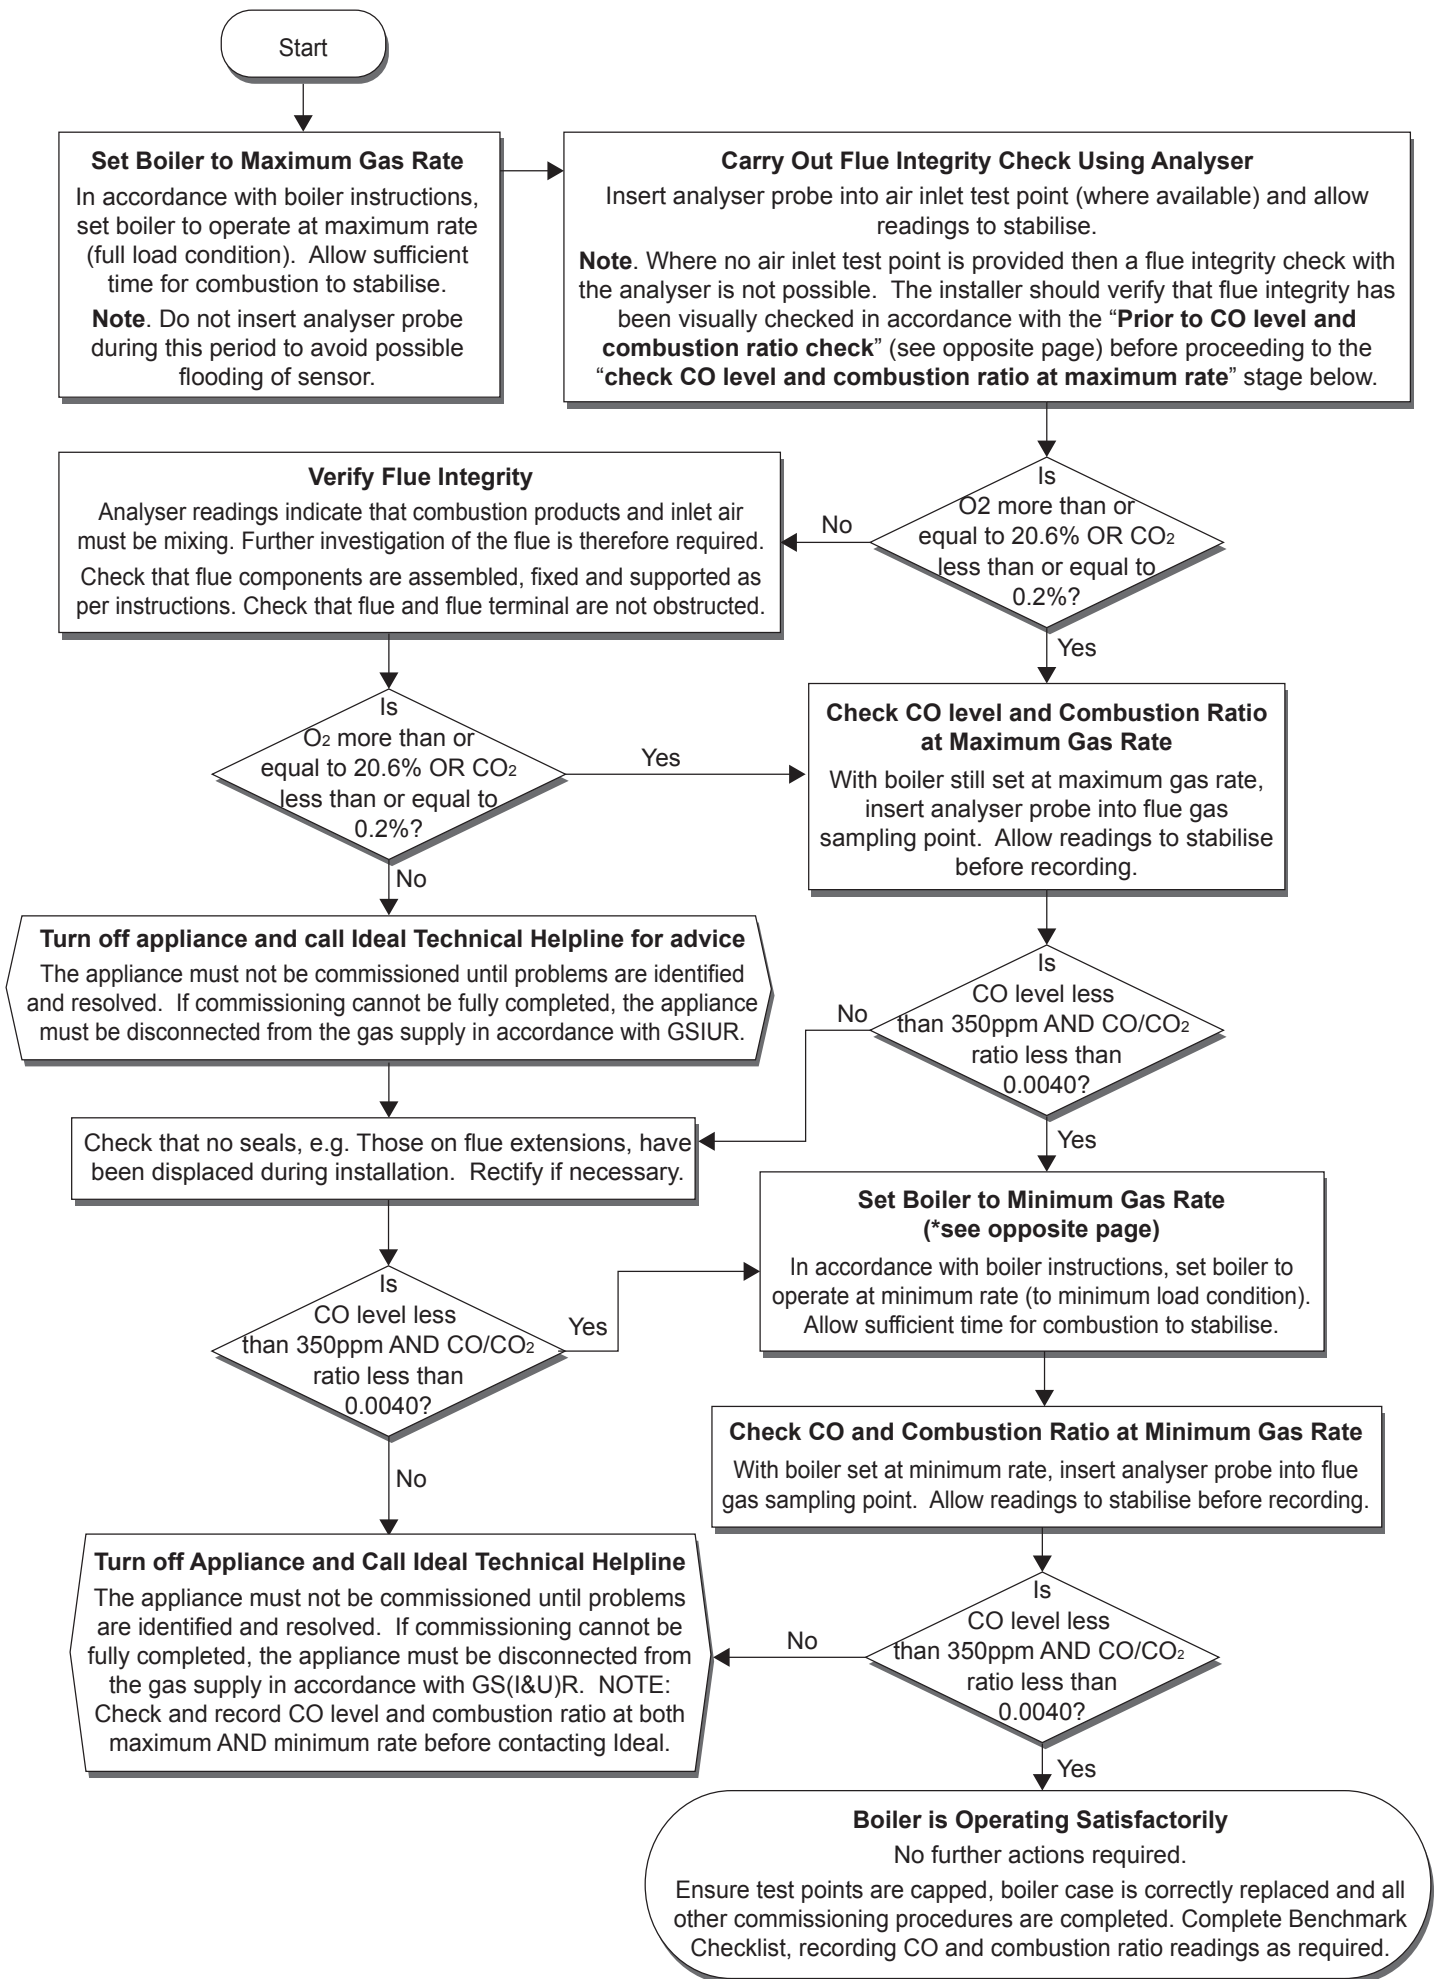 Start
Set Boiler to Maximum Gas Rate
In accordance with boiler instructions,
set boiler to operate at maximum rate
(full load condition). Allow sufficient
time for combustion to stabilise.
Note. Do not insert analyser probe
during this period to avoid possible
flooding of sensor.
Carry Out Flue Integrity Check Using Analyser
Insert analyser probe into air inlet test point (where available) and allow
readings to stabilise.
Note. Where no air inlet test point is provided then a flue integrity check with
the analyser is not possible. The installer should verify that flue integrity has
been visually checked in accordance with the “Prior to CO level and
combustion ratio check” (see opposite page) before proceeding to the
“check CO level and combustion ratio at maximum rate” stage below.
Is
O2 more than or
equal to 20.6% OR CO2
less than or equal to
0.2%?
No
Yes
Verify Flue Integrity
Analyser readings indicate that combustion products and inlet air
must be mixing. Further investigation of the flue is therefore required.
Check that flue components are assembled, fixed and supported as
per instructions. Check that flue and flue terminal are not obstructed.
Is
O2 more than or
equal to 20.6% OR CO2
less than or equal to
0.2%?
Yes
No
Check CO level and Combustion Ratio
at Maximum Gas Rate
With boiler still set at maximum gas rate,
insert analyser probe into flue gas
sampling point. Allow readings to stabilise
before recording.
Turn off appliance and call Ideal Technical Helpline for advice
The appliance must not be commissioned until problems are identified
and resolved. If commissioning cannot be fully completed, the appliance
must be disconnected from the gas supply in accordance with GSIUR.
Is
CO level less
than 350ppm AND CO/CO2
ratio less than
0.0040?
No
Yes
Check that no seals, e.g. Those on flue extensions, have
been displaced during installation. Rectify if necessary.
Set Boiler to Minimum Gas Rate
(*see opposite page)
In accordance with boiler instructions, set boiler to
operate at minimum rate (to minimum load condition).
Allow sufficient time for combustion to stabilise.
Is
CO level less
than 350ppm AND CO/CO2
ratio less than
0.0040?
Yes
No
Check CO and Combustion Ratio at Minimum Gas Rate
With boiler set at minimum rate, insert analyser probe into flue
gas sampling point. Allow readings to stabilise before recording.
Turn off Appliance and Call Ideal Technical Helpline
The appliance must not be commissioned until problems
are identified and resolved. If commissioning cannot be
fully completed, the appliance must be disconnected from
the gas supply in accordance with GS(I&U)R. NOTE:
Check and record CO level and combustion ratio at both
maximum AND minimum rate before contacting Ideal.
Is
CO level less
than 350ppm AND CO/CO2
ratio less than
0.0040?
No
Yes
Boiler is Operating Satisfactorily
No further actions required.
Ensure test points are capped, boiler case is correctly replaced and all
other commissioning procedures are completed. Complete Benchmark
Checklist, recording CO and combustion ratio readings as required.